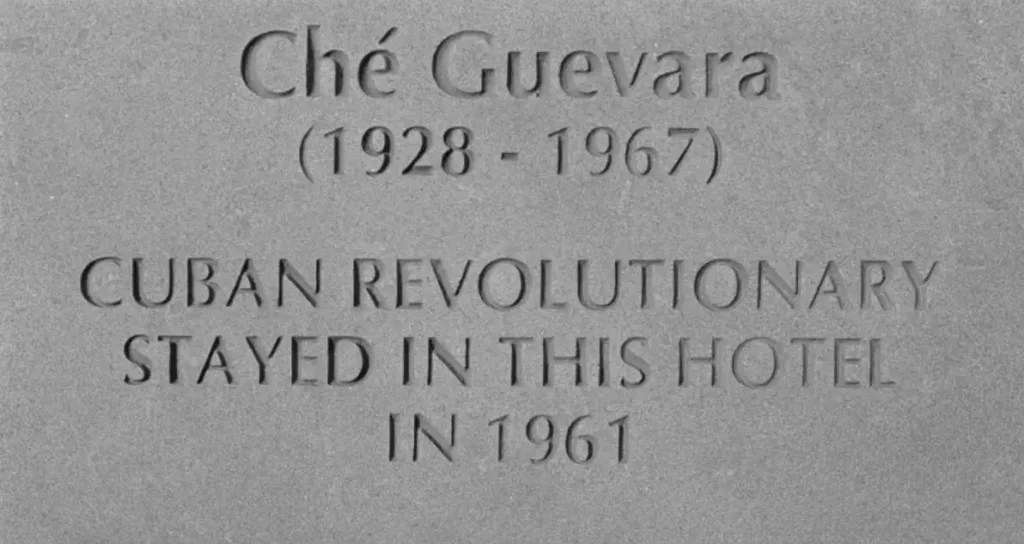 Ché Guevara
(1928 - 1967)
CUBAN REVOLUTIONARY
STAYED IN THIS HOTEL
IN 1961